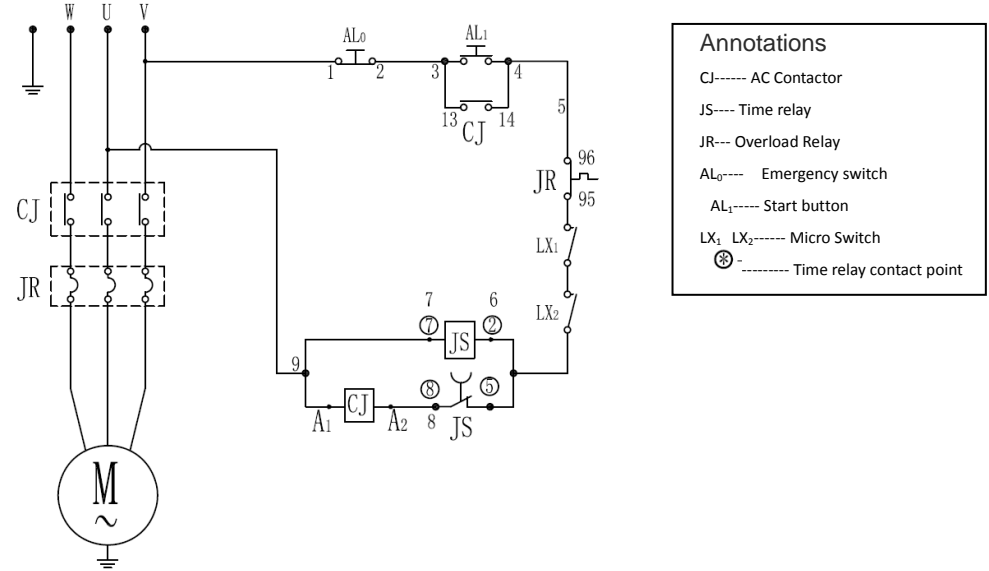 W U V
AL₀
1 2
AL₁
3 4
13 14
CJ
5
96
JR
95
CJ
LX₁
JR
LX₂
7 6
⑦ ②
JS
9
⑧ ⑤
CJ
A₁ A₂ 8 JS
M
~
Annotations
CJ------ AC Contactor
JS---- Time relay
JR--- Overload Relay
AL₀---- Emergency switch
AL₁----- Start button
LX₁ LX₂------ Micro Switch
⊛ - --------- Time relay contact point